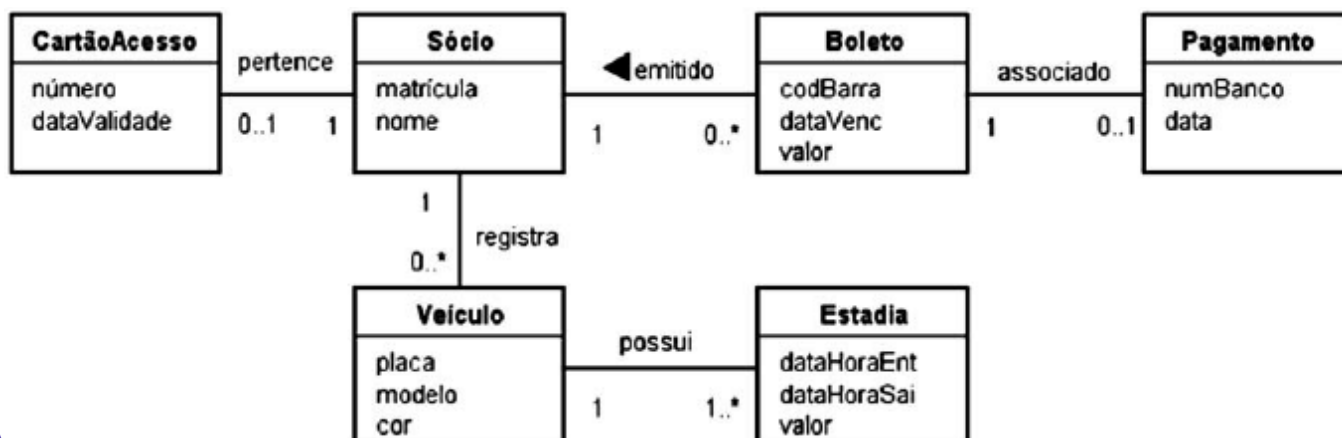 CartãoAcesso
número
dataValidade
pertence
0..1
1
Sócio
matrícula
nome
emitido
1
0..*
Boleto
codBarra
dataVenc
valor
associado
1
0..1
Pagamento
numBanco
data
1
registra
0..*
Veículo
placa
modelo
cor
possui
1
1..*
Estadia
dataHoraEnt
dataHoraSai
valor